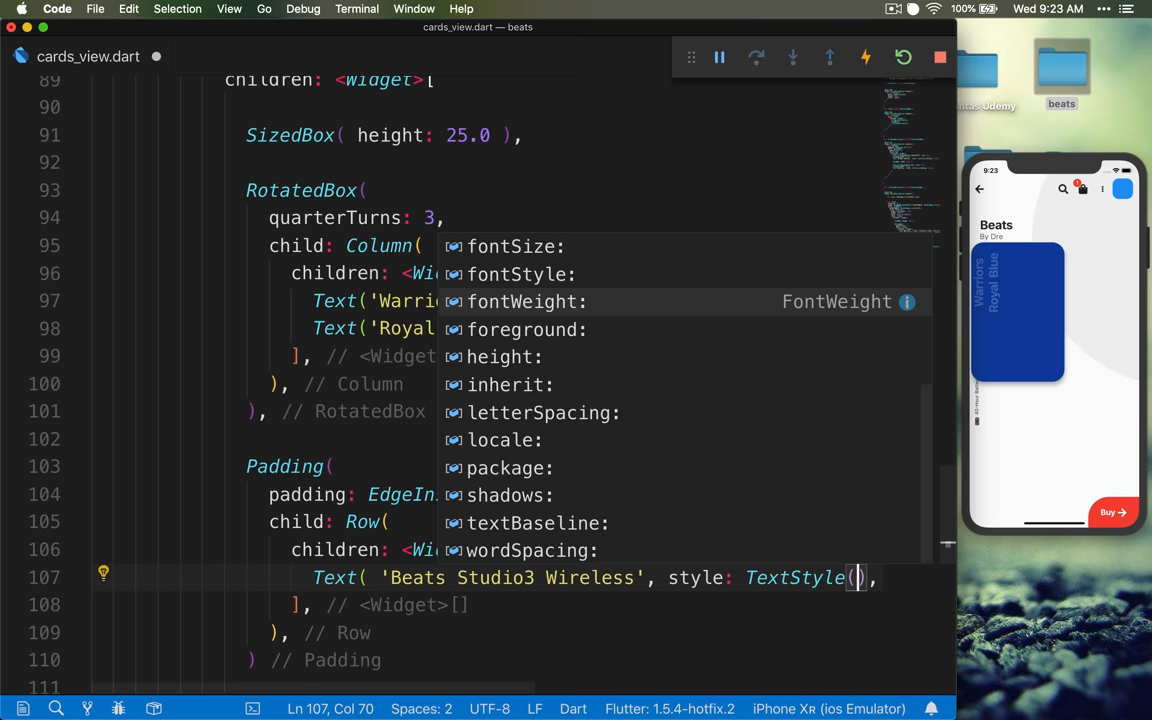 Code File Edit Selection View Go Debug Terminal Window Help 100% Wed 9:23 AM
cards_view.dart — beats
cards_view.dart
89 children: <Widget>[
90
91 SizedBox( height: 25.0 ),
92
93 RotatedBox(
94 quarterTurns: 3,
95 child: Column(
96 children: <Wi
97 Text('Warri
98 Text('Royal
99 ], // <Widget
100 ), // Column
101 ), // RotatedBox
102
103 Padding(
104 padding: EdgeIn
105 child: Row(
106 children: <Wi
107 Text( 'Beats Studio3 Wireless', style: TextStyle(),
108 ], // <Widget>[]
109 ), // Row
110 ) // Padding
111
fontSize:
fontStyle:
fontWeight: FontWeight
foreground:
height:
inherit:
letterSpacing:
locale:
package:
shadows:
textBaseline:
wordSpacing:
Ln 107, Col 70 Spaces: 2 UTF-8 LF Dart Flutter: 1.5.4-hotfix.2 iPhone Xʀ (ios Emulator)
ntas Udemy
beats
9:23
Beats
By Dre
Warriors
Royal Blue
Buy